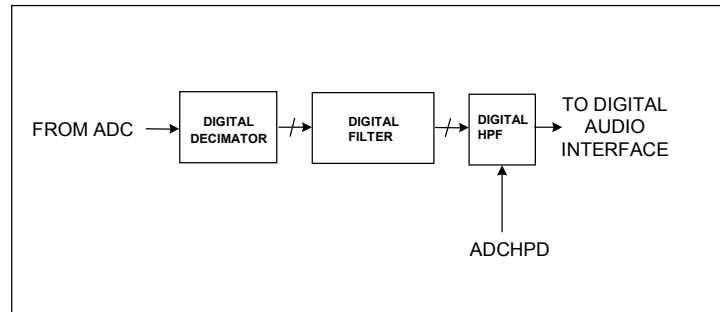 FROM ADC
DIGITAL
DECIMATOR
DIGITAL
FILTER
DIGITAL
HPF
TO DIGITAL
AUDIO
INTERFACE
ADCHPD